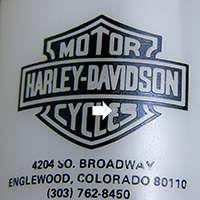 MOTOR
HARLEY-DAVIDSON
CYCLES
4204 SO. BROADWAY
ENGLEWOOD, COLORADO 80110
(303) 762-8450